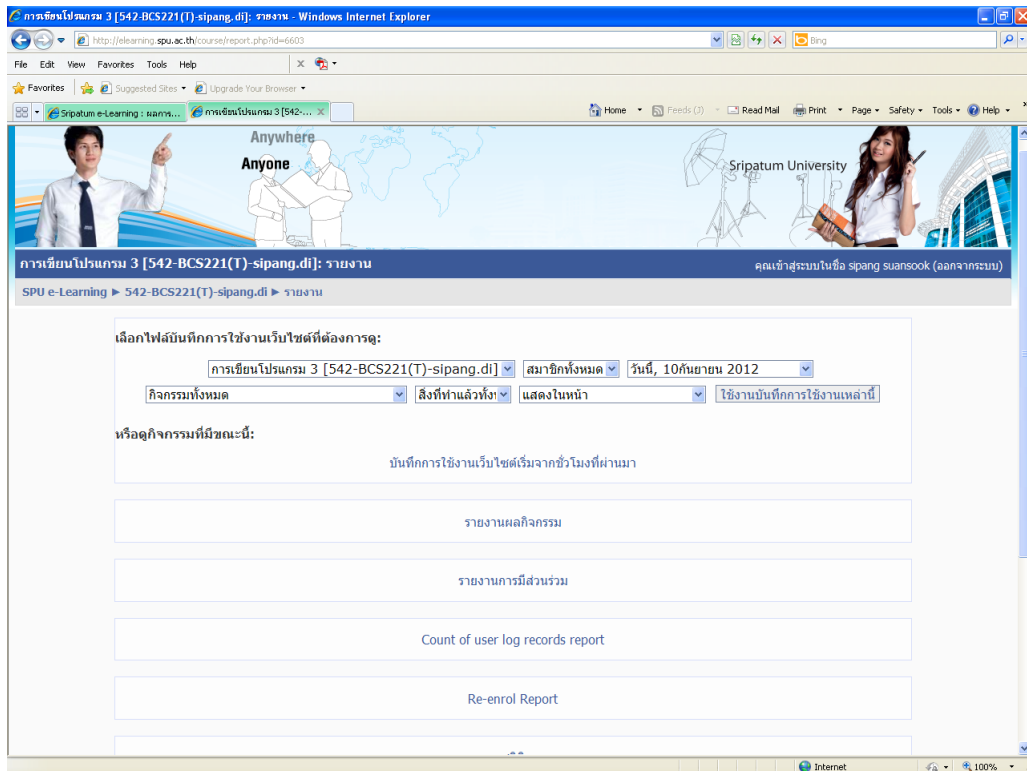 การเขียนโปรแกรม 3 [542-BCS221(T)-sipang.di]: รายงาน - Windows Internet Explorer
http://elearning.spu.ac.th/course/report.php?id=6603
Bing
File Edit View Favorites Tools Help
Favorites Suggested Sites Upgrade Your Browser
Sripatum e-Learning : ผลการ... การเขียนโปรแกรม 3 [542-... Home Feeds (J) Read Mail Print Page Safety Tools Help
Anywhere
Anyone
Sripatum University
การเขียนโปรแกรม 3 [542-BCS221(T)-sipang.di]: รายงาน
คุณเข้าสู่ระบบในชื่อ sipang suansook (ออกจากระบบ)
SPU e-Learning ► 542-BCS221(T)-sipang.di ► รายงาน
เลือกไฟล์บันทึกการใช้งานเว็บไซต์ที่ต้องการดู:
การเขียนโปรแกรม 3 [542-BCS221(T)-sipang.di] สมาชิกทั้งหมด วันนี้, 10กันยายน 2012
กิจกรรมทั้งหมด สิ่งที่ทำแล้วทั้ง แสดงในหน้า ใช้งานบันทึกการใช้งานเหล่านี้
หรือดูกิจกรรมที่มีขณะนี้:
บันทึกการใช้งานเว็บไซต์เริ่มจากชั่วโมงที่ผ่านมา
รายงานผลกิจกรรม
รายงานการมีส่วนร่วม
Count of user log records report
Re-enrol Report
Internet 100%